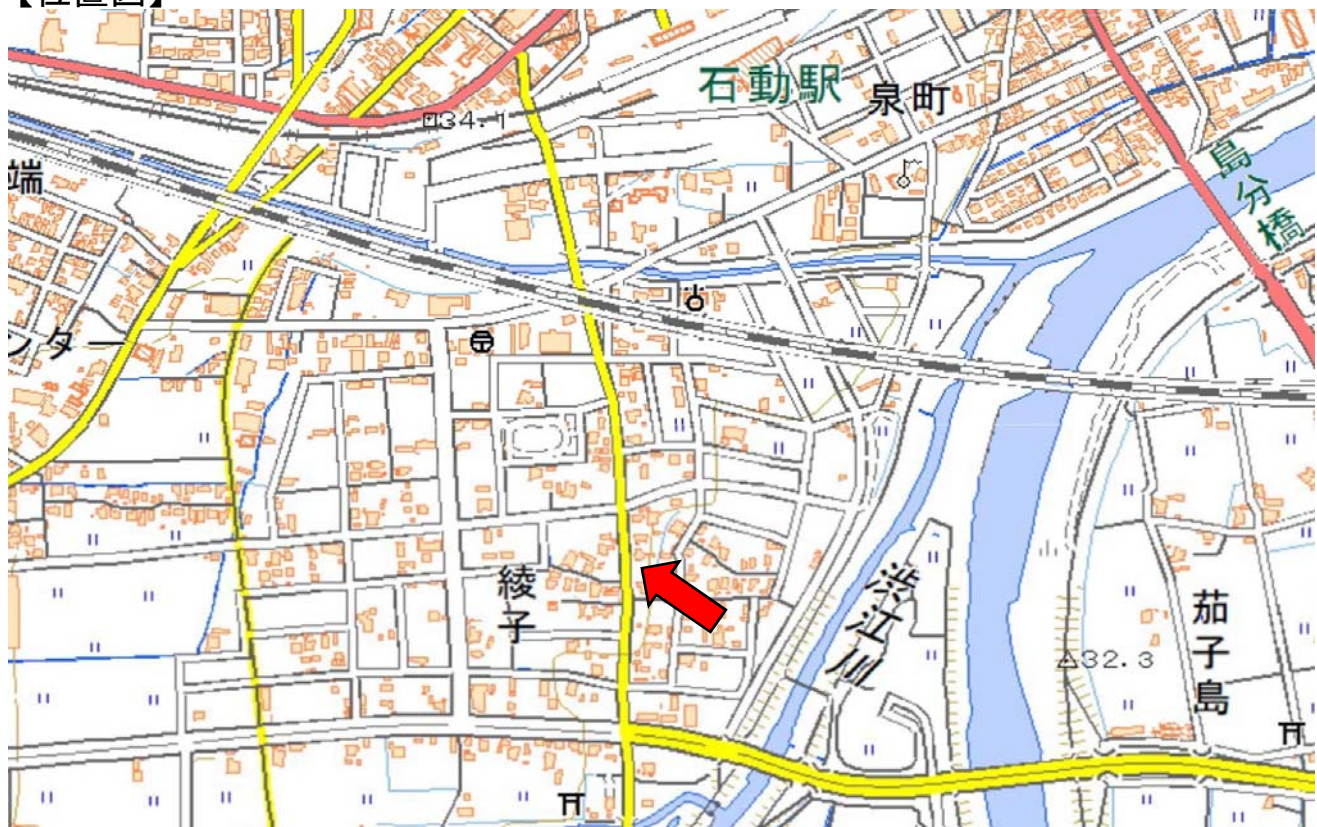 【位置図】
石動駅
泉町
34.1
端
島分橋
ンター
綾子
渋江川
茄子島
32.3